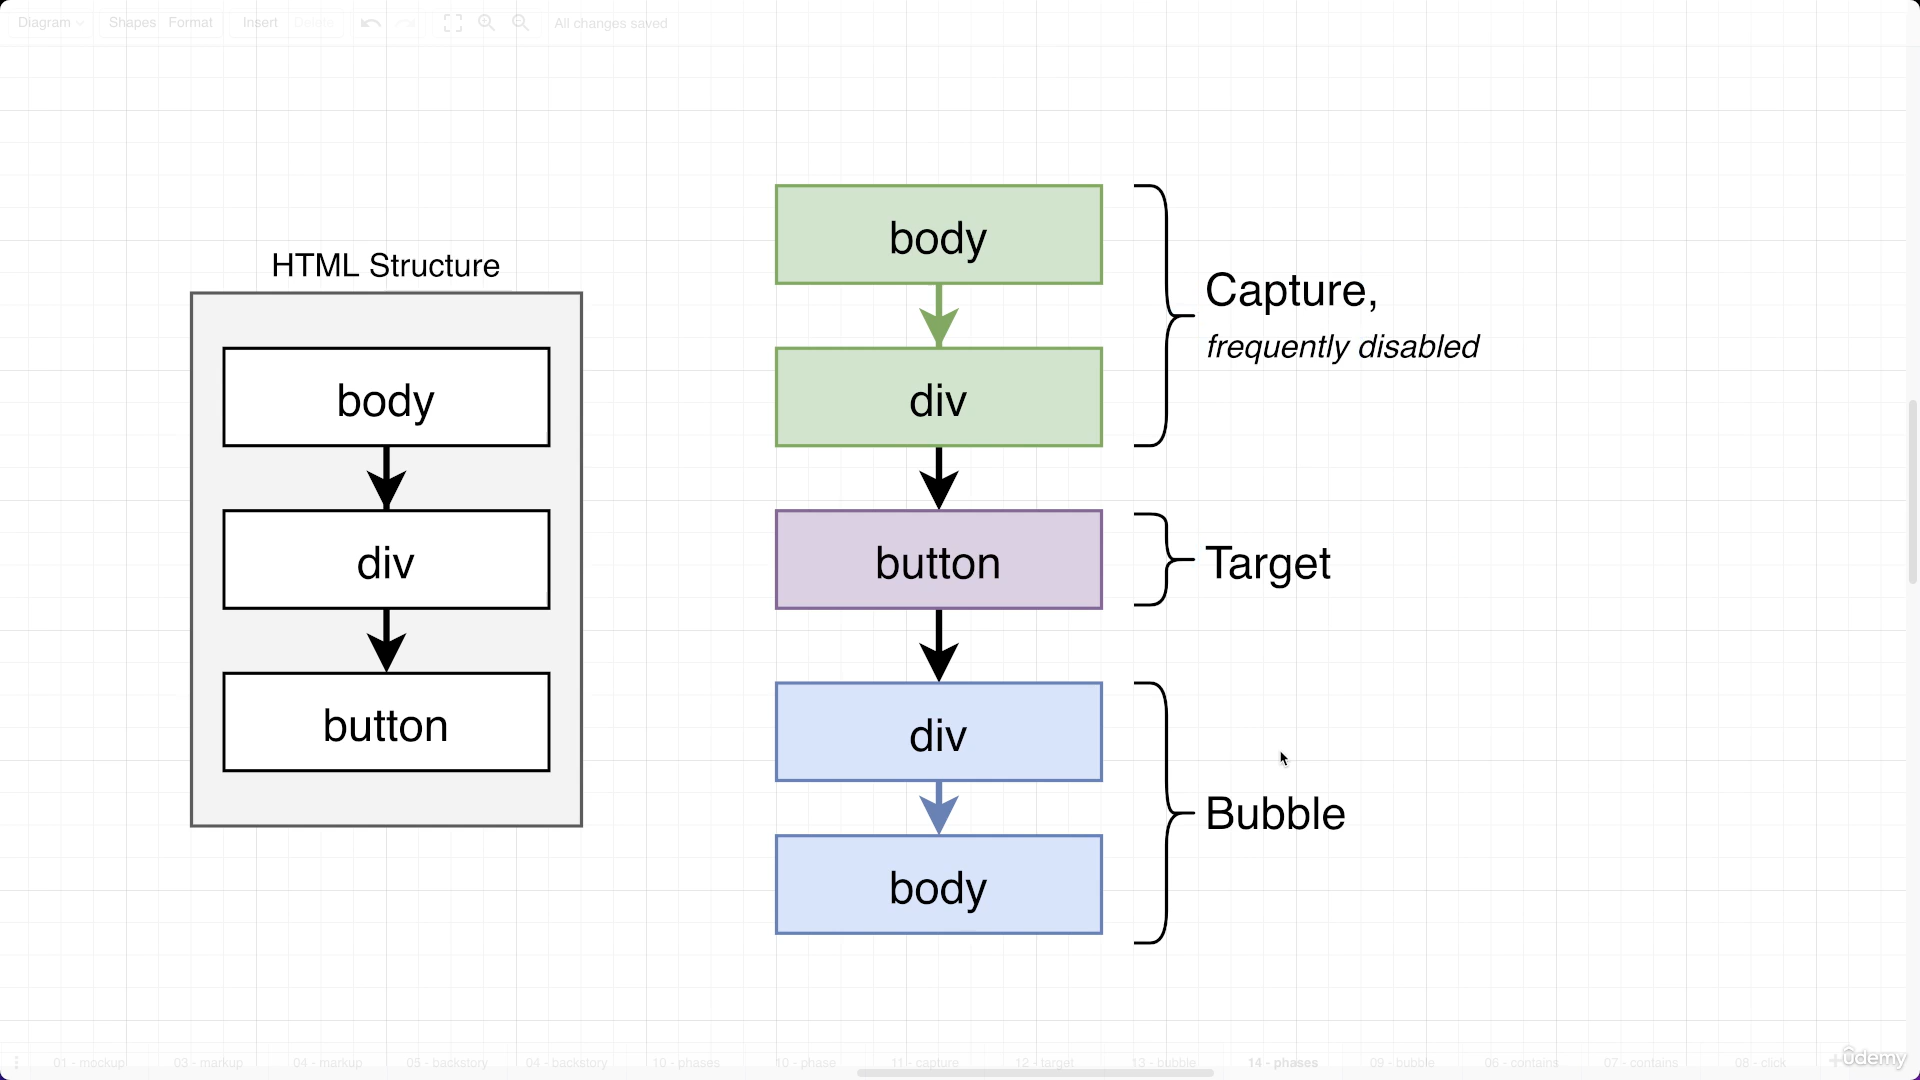 Diagram Shapes Format Insert Delete All changes saved
HTML Structure
body
div
button
body
div
button
div
body
Capture,
frequently disabled
Target
Bubble
01 - mockup 03 - markup 04 - markup 05 - backstory 04 - backstory 10 - phases 10 - phase 11 - capture 12 - target 13 - bubble 14 - phases 09 - bubble 06 - contains 07 - contains 08 - click
ûdemy